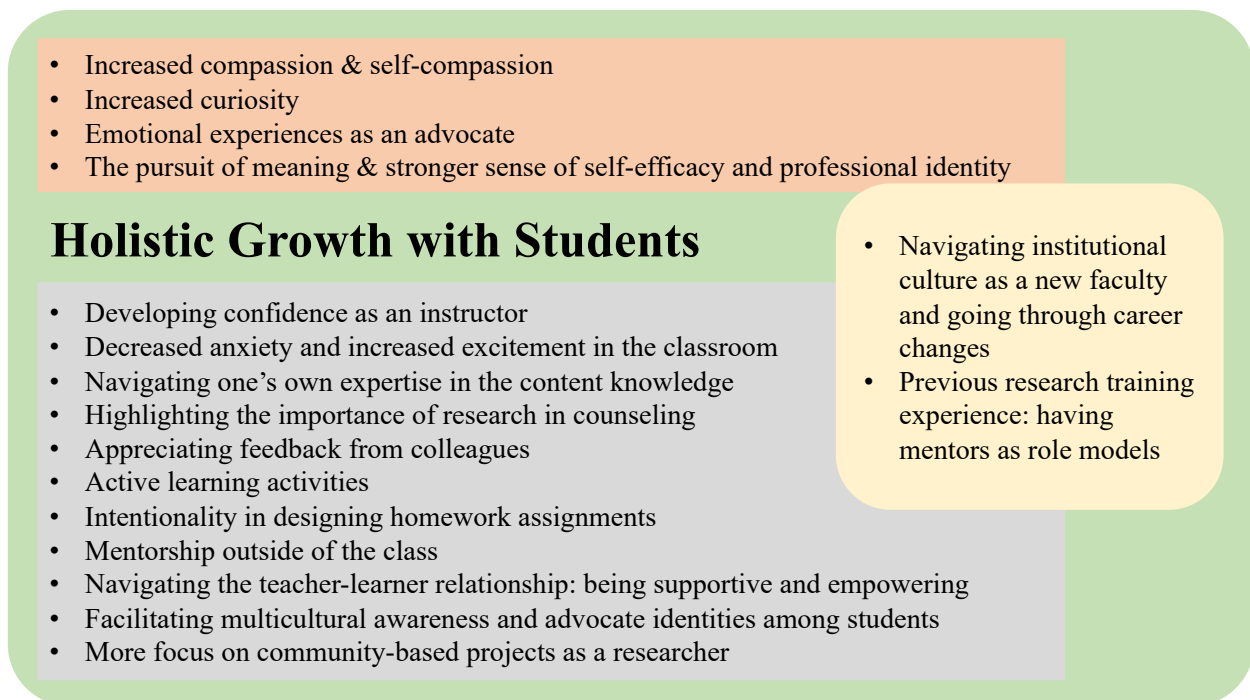 • Increased compassion & self-compassion
• Increased curiosity
• Emotional experiences as an advocate
• The pursuit of meaning & stronger sense of self-efficacy and professional identity
Holistic Growth with Students
• Developing confidence as an instructor
• Decreased anxiety and increased excitement in the classroom
• Navigating one’s own expertise in the content knowledge
• Highlighting the importance of research in counseling
• Appreciating feedback from colleagues
• Active learning activities
• Intentionality in designing homework assignments
• Mentorship outside of the class
• Navigating the teacher-learner relationship: being supportive and empowering
• Facilitating multicultural awareness and advocate identities among students
• More focus on community-based projects as a researcher
• Navigating institutional
culture as a new faculty
and going through career
changes
• Previous research training
experience: having
mentors as role models